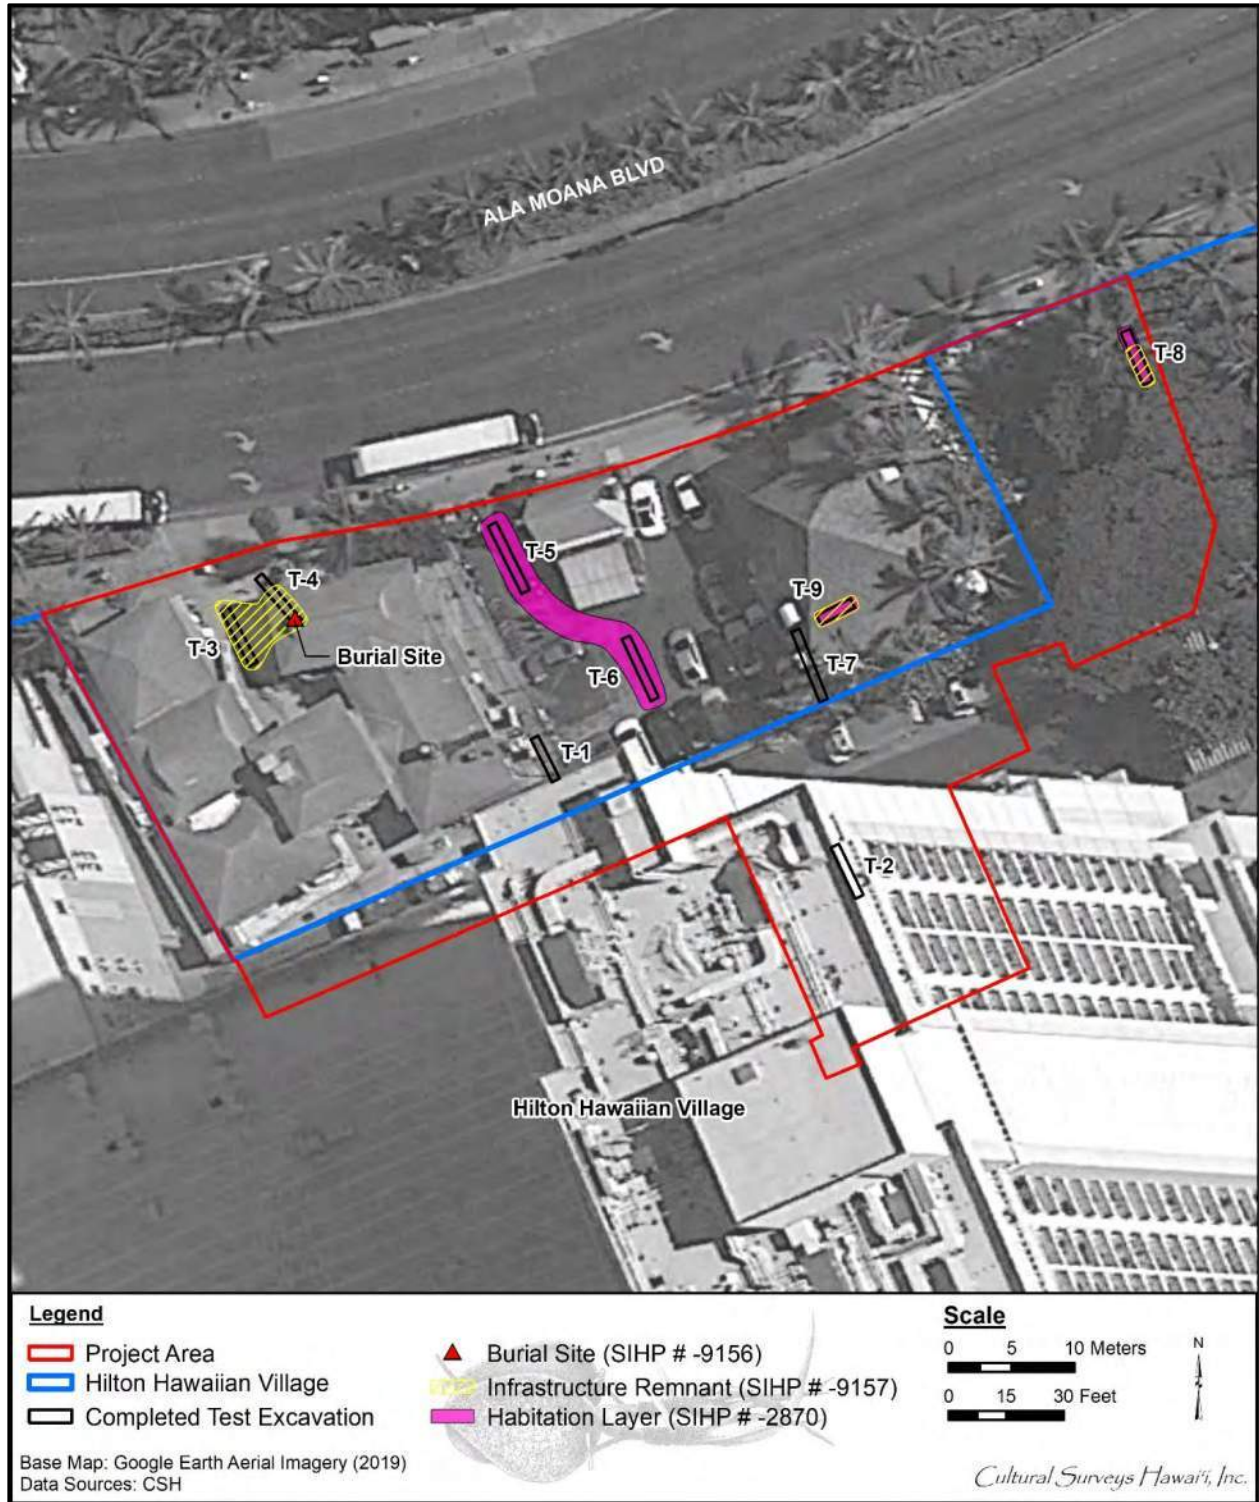 ALA MOANA BLVD
T-8
T-5
T-4
T-9
T-3
Burial Site
T-7
T-6
T-1
T-2
Hilton Hawaiian Village
Legend
Project Area
Hilton Hawaiian Village
Completed Test Excavation
Burial Site (SIHP # -9156)
Infrastructure Remnant (SIHP # -9157)
Habitation Layer (SIHP # -2870)
Scale
0 5 10 Meters
0 15 30 Feet
N
Base Map: Google Earth Aerial Imagery (2019)
Data Sources: CSH
Cultural Surveys Hawai‘i, Inc.